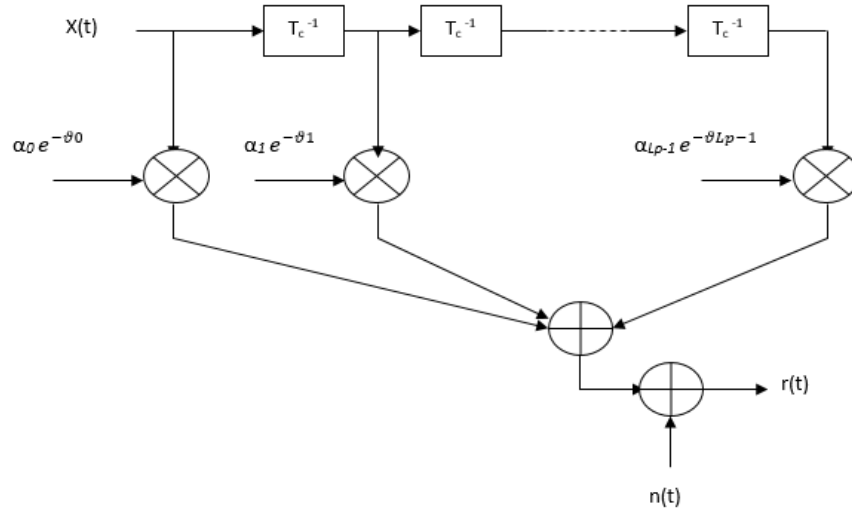 X(t)
T_c^-1
T_c^-1
T_c^-1
α_0 e^−ϑ0
α_1 e^−ϑ1
α_Lp-1 e^−ϑLp−1
r(t)
n(t)